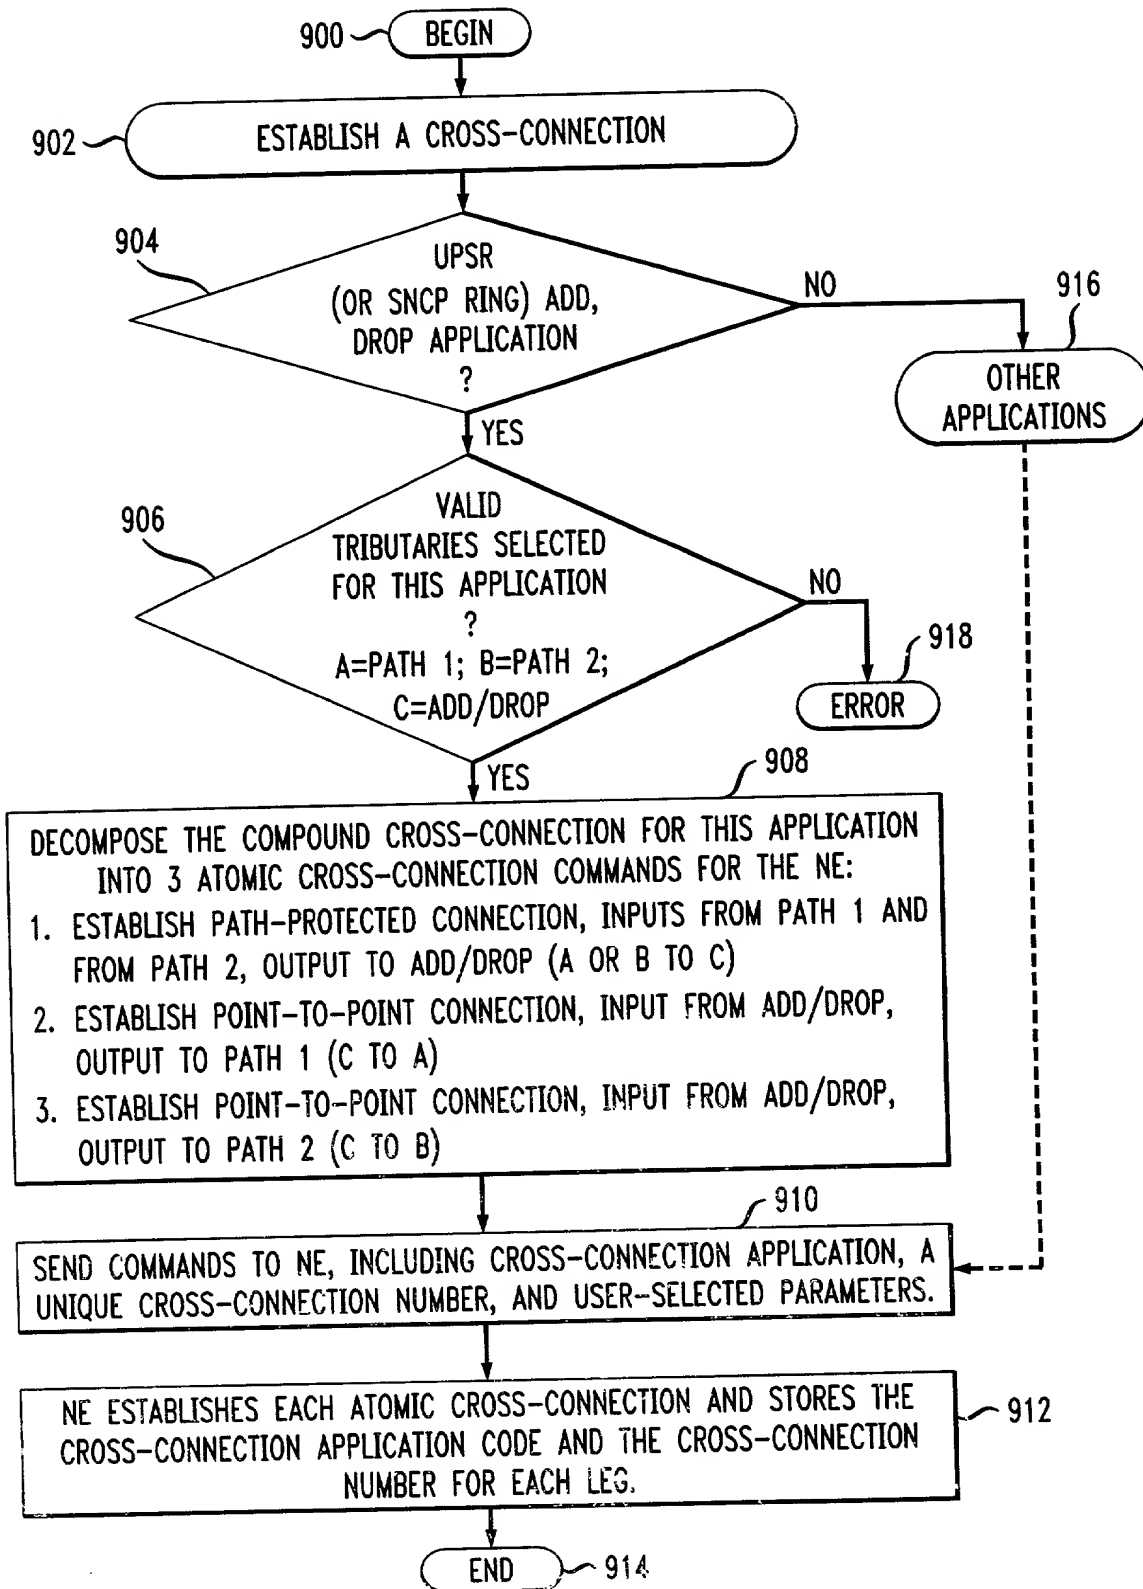 900
BEGIN
902
ESTABLISH A CROSS-CONNECTION
904
UPSR
(OR SNCP RING) ADD,
DROP APPLICATION
?
NO
916
OTHER
APPLICATIONS
YES
906
VALID
TRIBUTARIES SELECTED
FOR THIS APPLICATION
?
A=PATH 1; B=PATH 2;
C=ADD/DROP
NO
918
ERROR
YES
908
DECOMPOSE THE COMPOUND CROSS-CONNECTION FOR THIS APPLICATION
INTO 3 ATOMIC CROSS-CONNECTION COMMANDS FOR THE NE:
1. ESTABLISH PATH-PROTECTED CONNECTION, INPUTS FROM PATH 1 AND
FROM PATH 2, OUTPUT TO ADD/DROP (A OR B TO C)
2. ESTABLISH POINT-TO-POINT CONNECTION, INPUT FROM ADD/DROP,
OUTPUT TO PATH 1 (C TO A)
3. ESTABLISH POINT-TO-POINT CONNECTION, INPUT FROM ADD/DROP,
OUTPUT TO PATH 2 (C TO B)
910
SEND COMMANDS TO NE, INCLUDING CROSS-CONNECTION APPLICATION, A
UNIQUE CROSS-CONNECTION NUMBER, AND USER-SELECTED PARAMETERS.
NE ESTABLISHES EACH ATOMIC CROSS-CONNECTION AND STORES THE
CROSS-CONNECTION APPLICATION CODE AND THE CROSS-CONNECTION
NUMBER FOR EACH LEG.
912
END
914